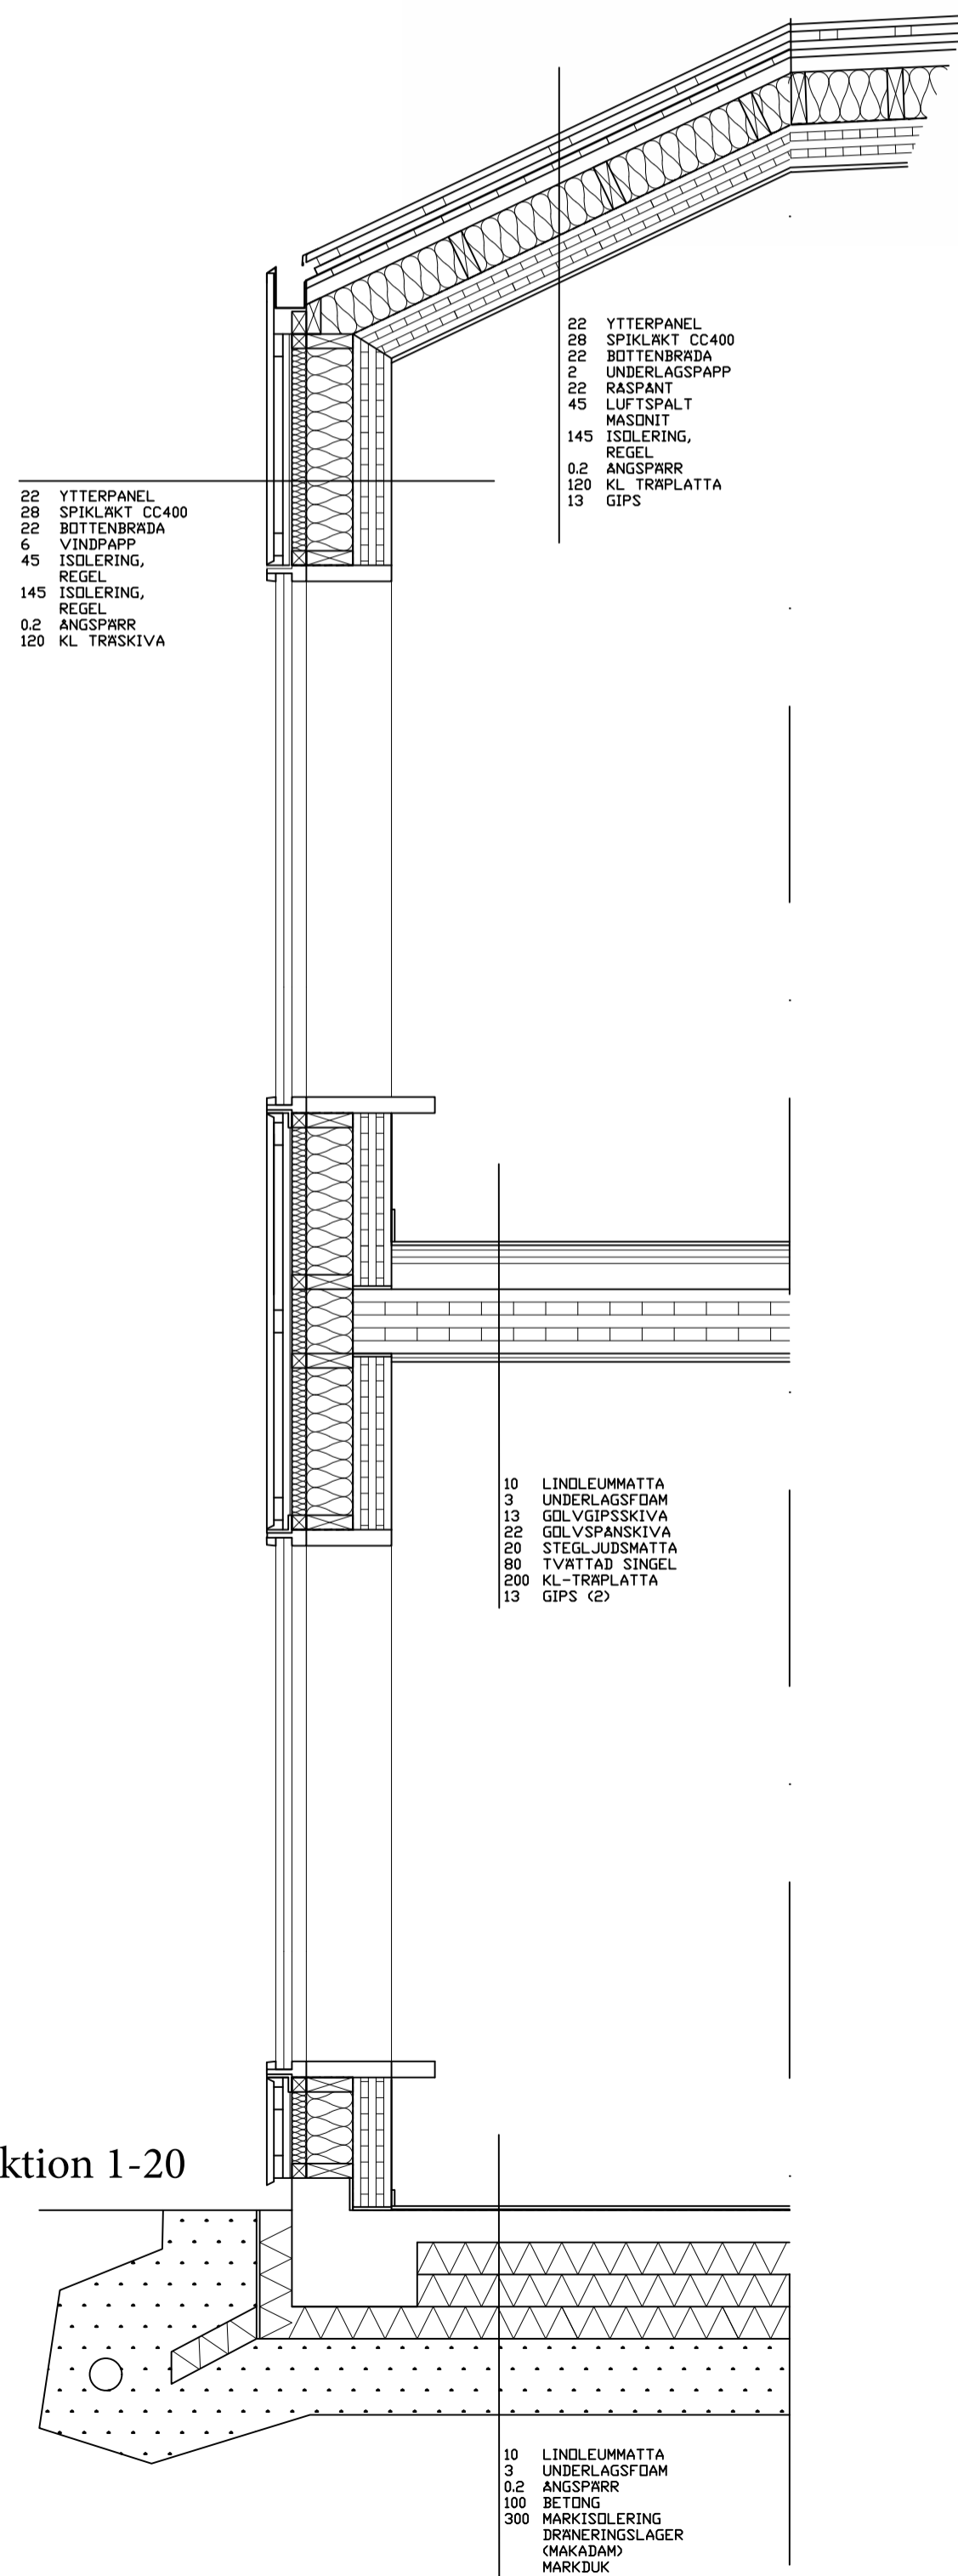 22 YTTERPANEL
28 SPIKLÄKT CC400
22 BOTTENBRÄDA
2 UNDERLAGSPAPP
22 RÅSPÅNT
45 LUFTSPALT
MASONIT
145 ISOLERING,
REGEL
0.2 ÅNGSPÄRR
120 KL TRÄPLATTA
13 GIPS
22 YTTERPANEL
28 SPIKLÄKT CC400
22 BOTTENBRÄDA
6 VINDPAPP
45 ISOLERING,
REGEL
145 ISOLERING,
REGEL
0.2 ÅNGSPÄRR
120 KL TRÄSKIVA
10 LINOLEUMMATTA
3 UNDERLAGSFOAM
13 GOLVGIPSSKIVA
22 GOLVSPÅNSKIVA
20 STEGLJUDSMATTA
80 TVÄTTAD SINGEL
200 KL-TRÄPLATTA
13 GIPS (2)
ktion 1-20
10 LINOLEUMMATTA
3 UNDERLAGSFOAM
0.2 ÅNGSPÄRR
100 BETONG
300 MARKISOLERING
DRÄNERINGSLAGER
(MAKADAM)
MARKDUK